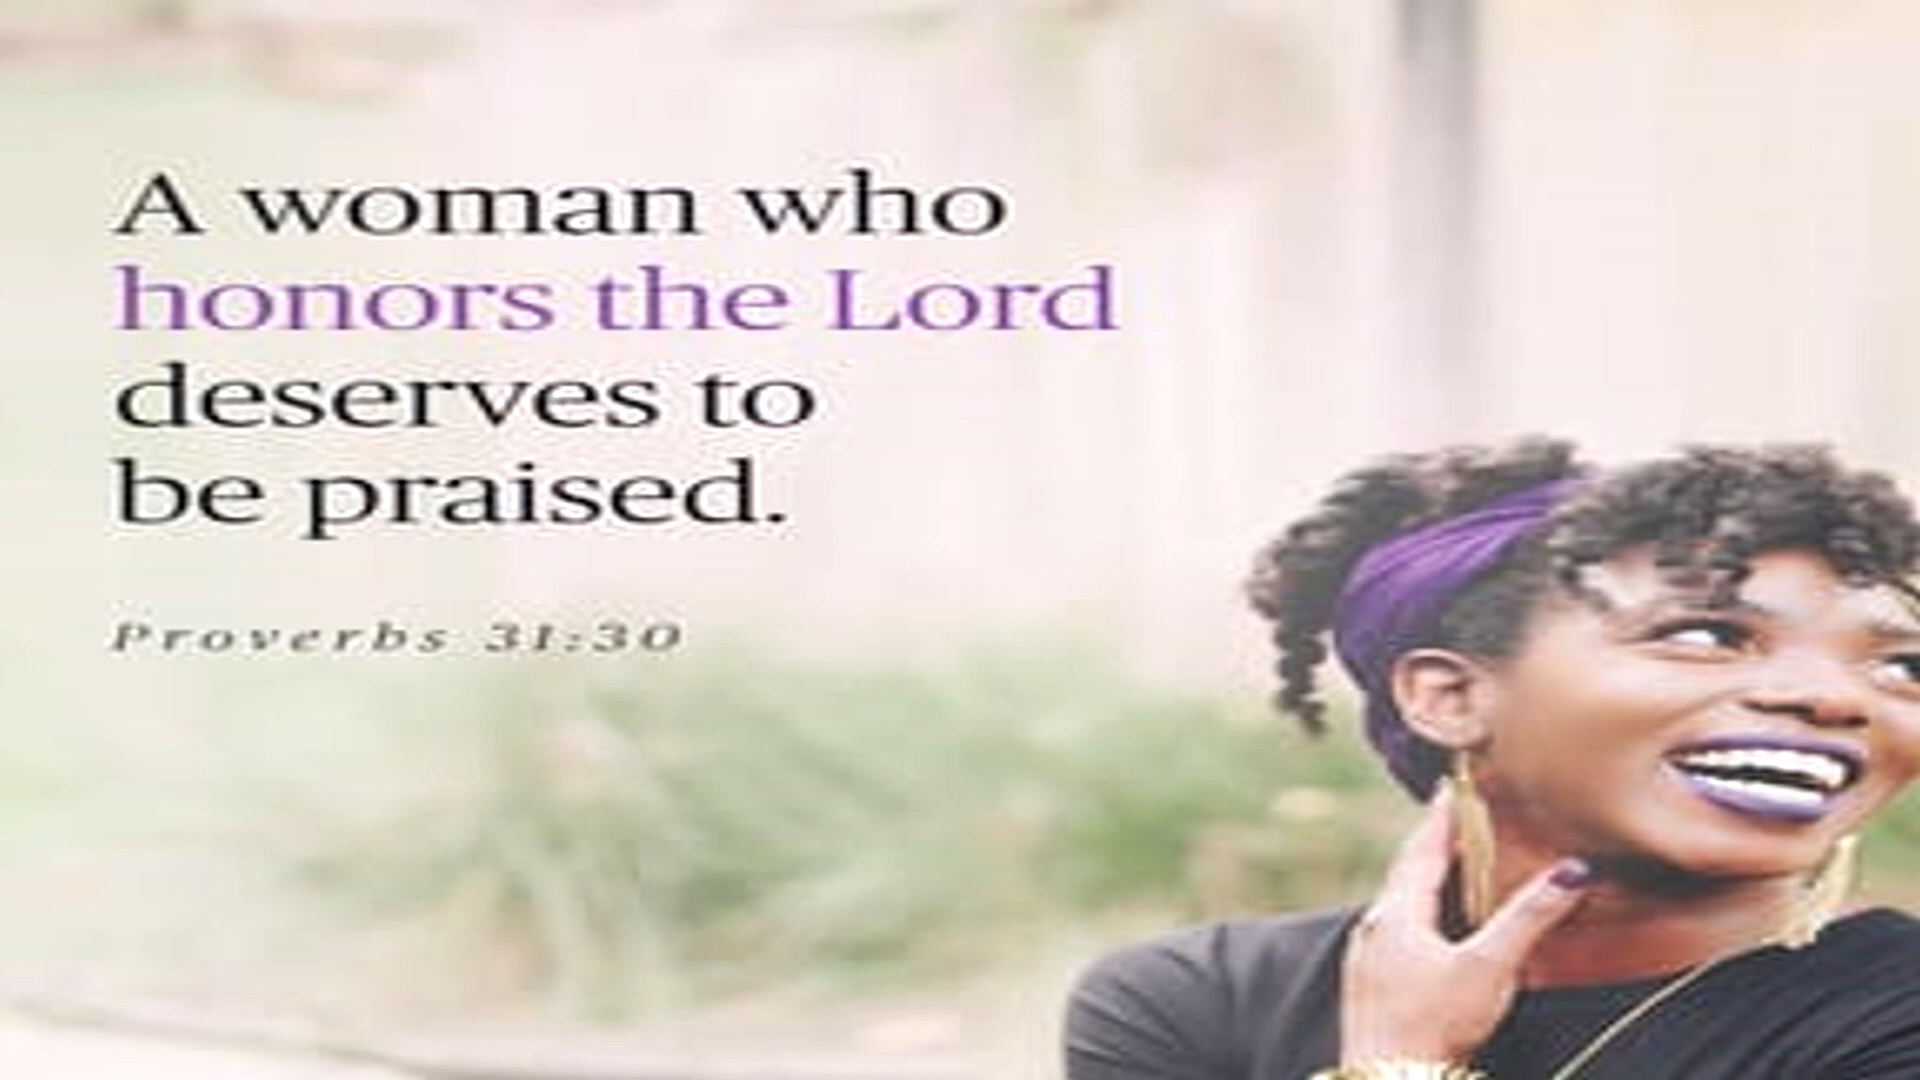 A woman who
honors the Lord
deserves to
be praised.
Proverbs 31:30